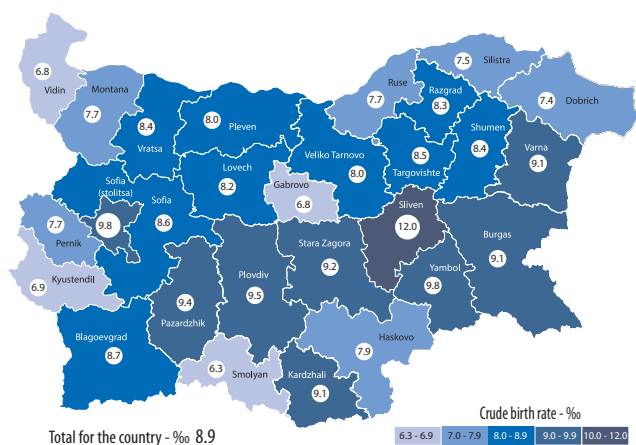 6.8
Vidin
Montana
7.7
8.4
Vratsa
8.0
Pleven
Lovech
8.2
Gabrovo
6.8
Veliko Tarnovo
8.0
Ruse
7.7
7.5
Silistra
Razgrad
8.3
7.4
Dobrich
Shumen
8.4
8.5
Targovishte
Varna
9.1
Sofia
(stolitsa)
9.8
Sofia
8.6
7.7
Pernik
Kyustendil
6.9
Blagoevgrad
8.7
9.4
Pazardzhik
Plovdiv
9.5
Stara Zagora
9.2
Sliven
12.0
Yambol
9.8
Burgas
9.1
Haskovo
7.9
6.3
Smolyan
Kardzhali
9.1
Total for the country - ‰ 8.9
Crude birth rate - ‰
6.3 - 6.9 7.0 - 7.9 8.0 - 8.9 9.0 - 9.9 10.0 - 12.0